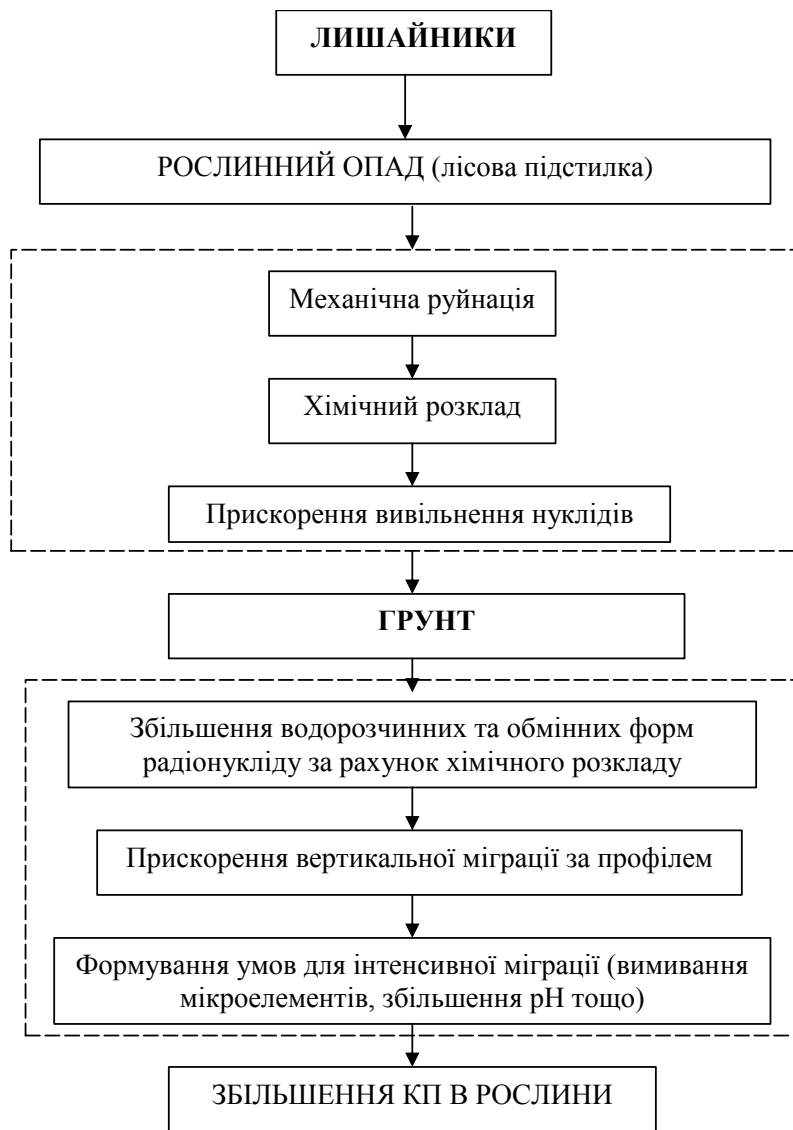 ЛИШАЙНИКИ
РОСЛИННИЙ ОПАД (лісова підстилка)
Механічна руйнація
Хімічний розклад
Прискорення вивільнення нуклідів
ГРУНТ
Збільшення водорозчинних та обмінних форм
радіонукліду за рахунок хімічного розкладу
Прискорення вертикальної міграції за профілем
Формування умов для інтенсивної міграції (вимивання
мікроелементів, збільшення рН тощо)
ЗБІЛЬШЕННЯ КП В РОСЛИНИ